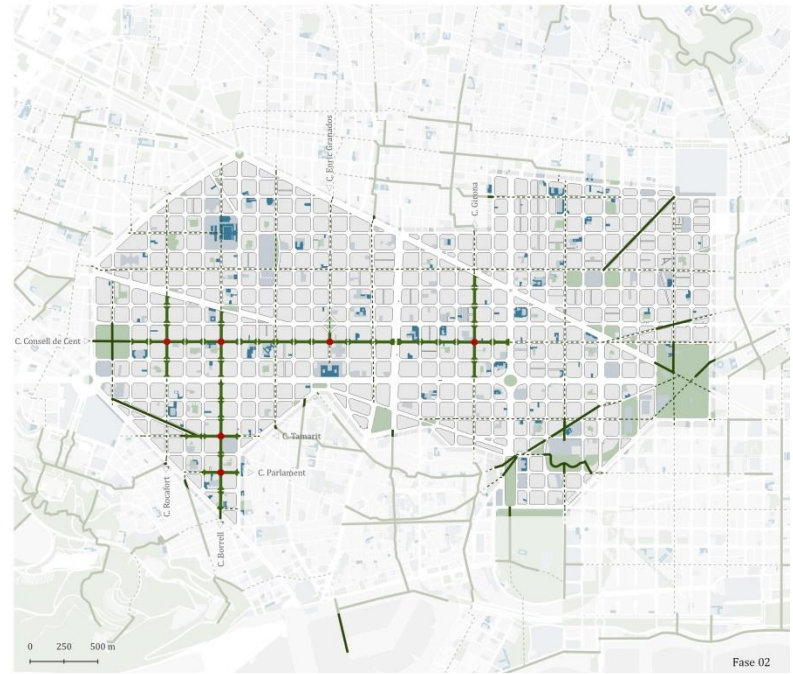 C. Enric Granados
C. Girona
C. Consell de Cent
C. Tamarit
C. Parlament
C. Rocafort
C. Borrell
0 250 500 m
Fase 02